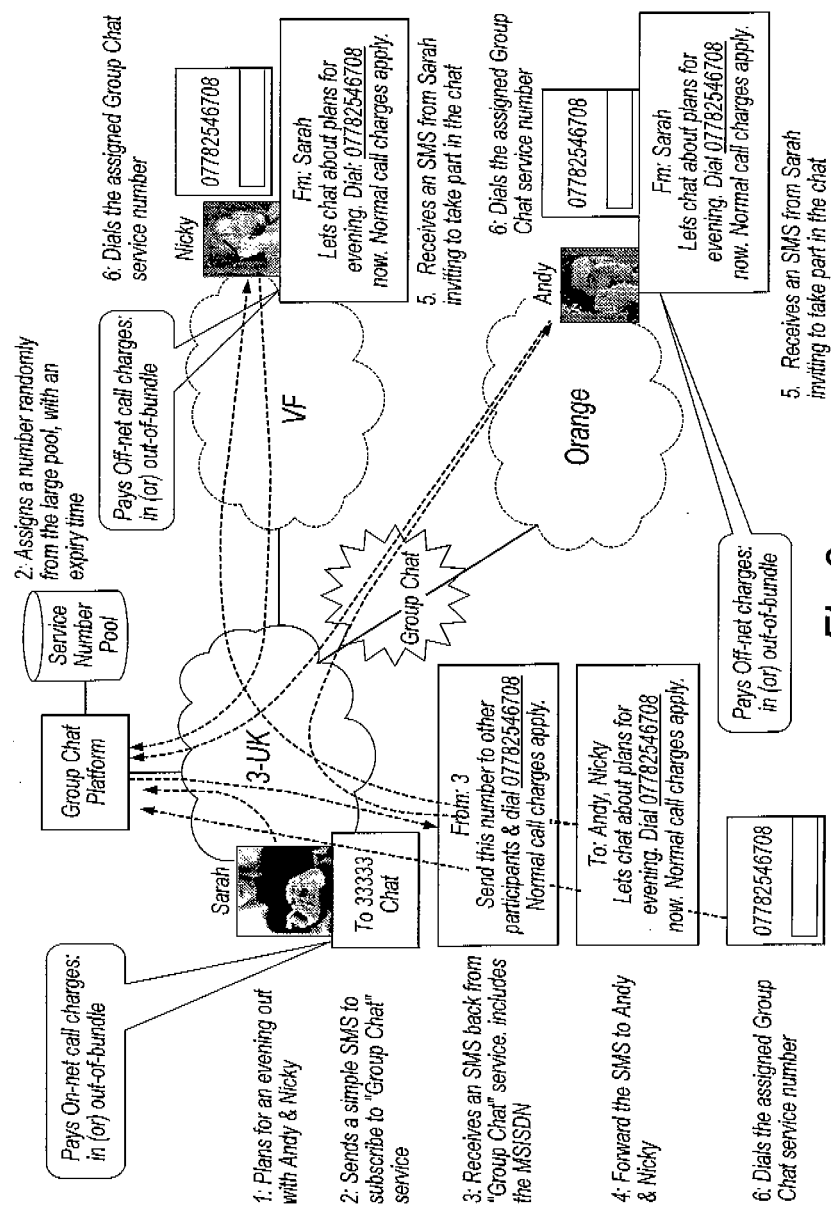 Pays On-net call charges:
in (or) out-of-bundle
1: Plans for an evening out
with Andy & Nicky
2: Sends a simple SMS to
subscribe to "Group Chat"
service
3: Receives an SMS back from
"Group Chat" service. includes
the MSISDN
4: Forward the SMS to Andy
& Nicky
6: Dials the assigned Group
Chat service number
Sarah
To 33333
Chat
From: 3
Send this number to other
participants & dial 07782546708
Normal call charges apply.
To: Andy, Nicky
Lets chat about plans for
evening. Dial 07782546708
now. Normal call charges apply.
07782546708
Group Chat
Platform
Service
Number
Pool
2: Assigns a number randomly
from the large pool, with an
expiry time
3-UK
Group Chat
VF
Orange
Pays Off-net call charges:
in (or) out-of-bundle
6: Dials the assigned Group Chat
service number
Nicky
07782546708
Fm: Sarah
Lets chat about plans for
evening. Dial: 07782546708
now. Normal call charges apply.
5. Receives an SMS from Sarah
inviting to take part in the chat
6: Dials the assigned Group
Chat service number
Andy
07782546708
Fm: Sarah
Lets chat about plans for
evening. Dial 07782546708
now. Normal call charges apply.
5. Receives an SMS from Sarah
inviting to take part in the chat
Pays Off-net charges:
in (or) out-of-bundle